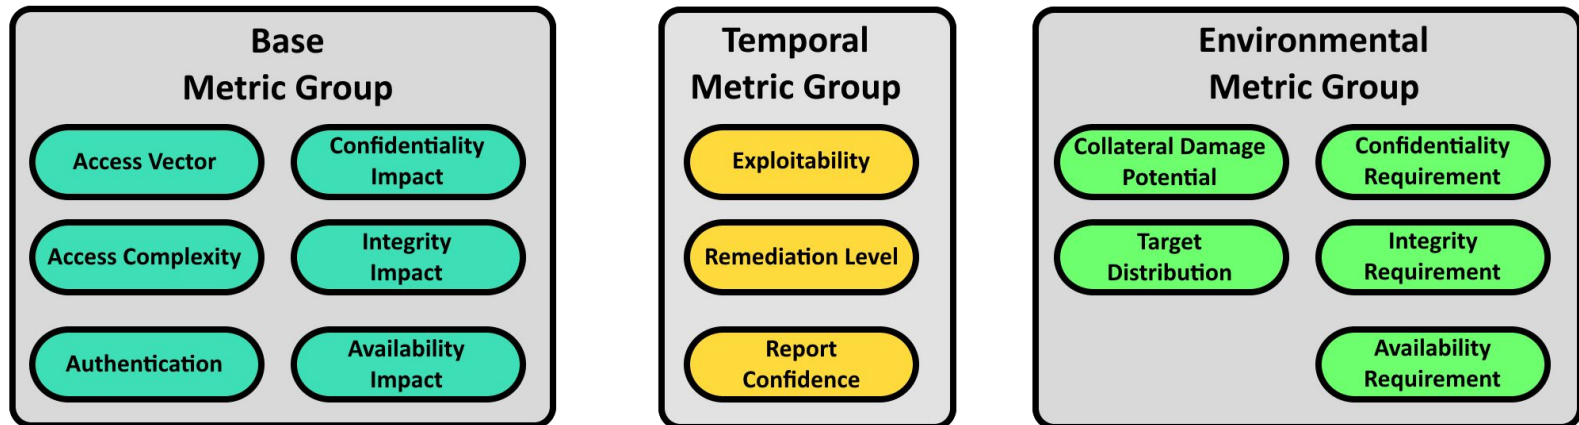 Base
Metric Group
Access Vector
Confidentiality
Impact
Access Complexity
Integrity
Impact
Authentication
Availability
Impact
Temporal
Metric Group
Exploitability
Remediation Level
Report
Confidence
Environmental
Metric Group
Collateral Damage
Potential
Confidentiality
Requirement
Target
Distribution
Integrity
Requirement
Availability
Requirement